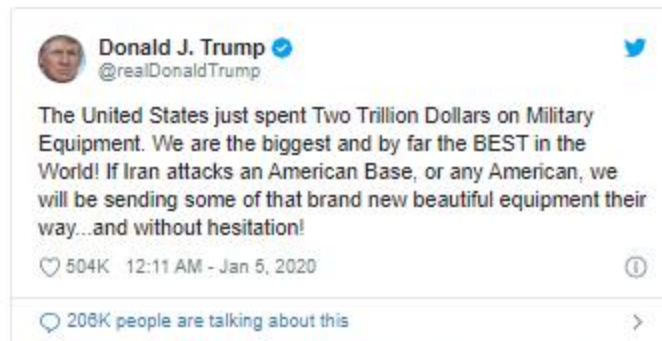 Donald J. Trump
@realDonaldTrump
The United States just spent Two Trillion Dollars on Military
Equipment. We are the biggest and by far the BEST in the
World! If Iran attacks an American Base, or any American, we
will be sending some of that brand new beautiful equipment their
way...and without hesitation!
504K 12:11 AM - Jan 5, 2020
206K people are talking about this